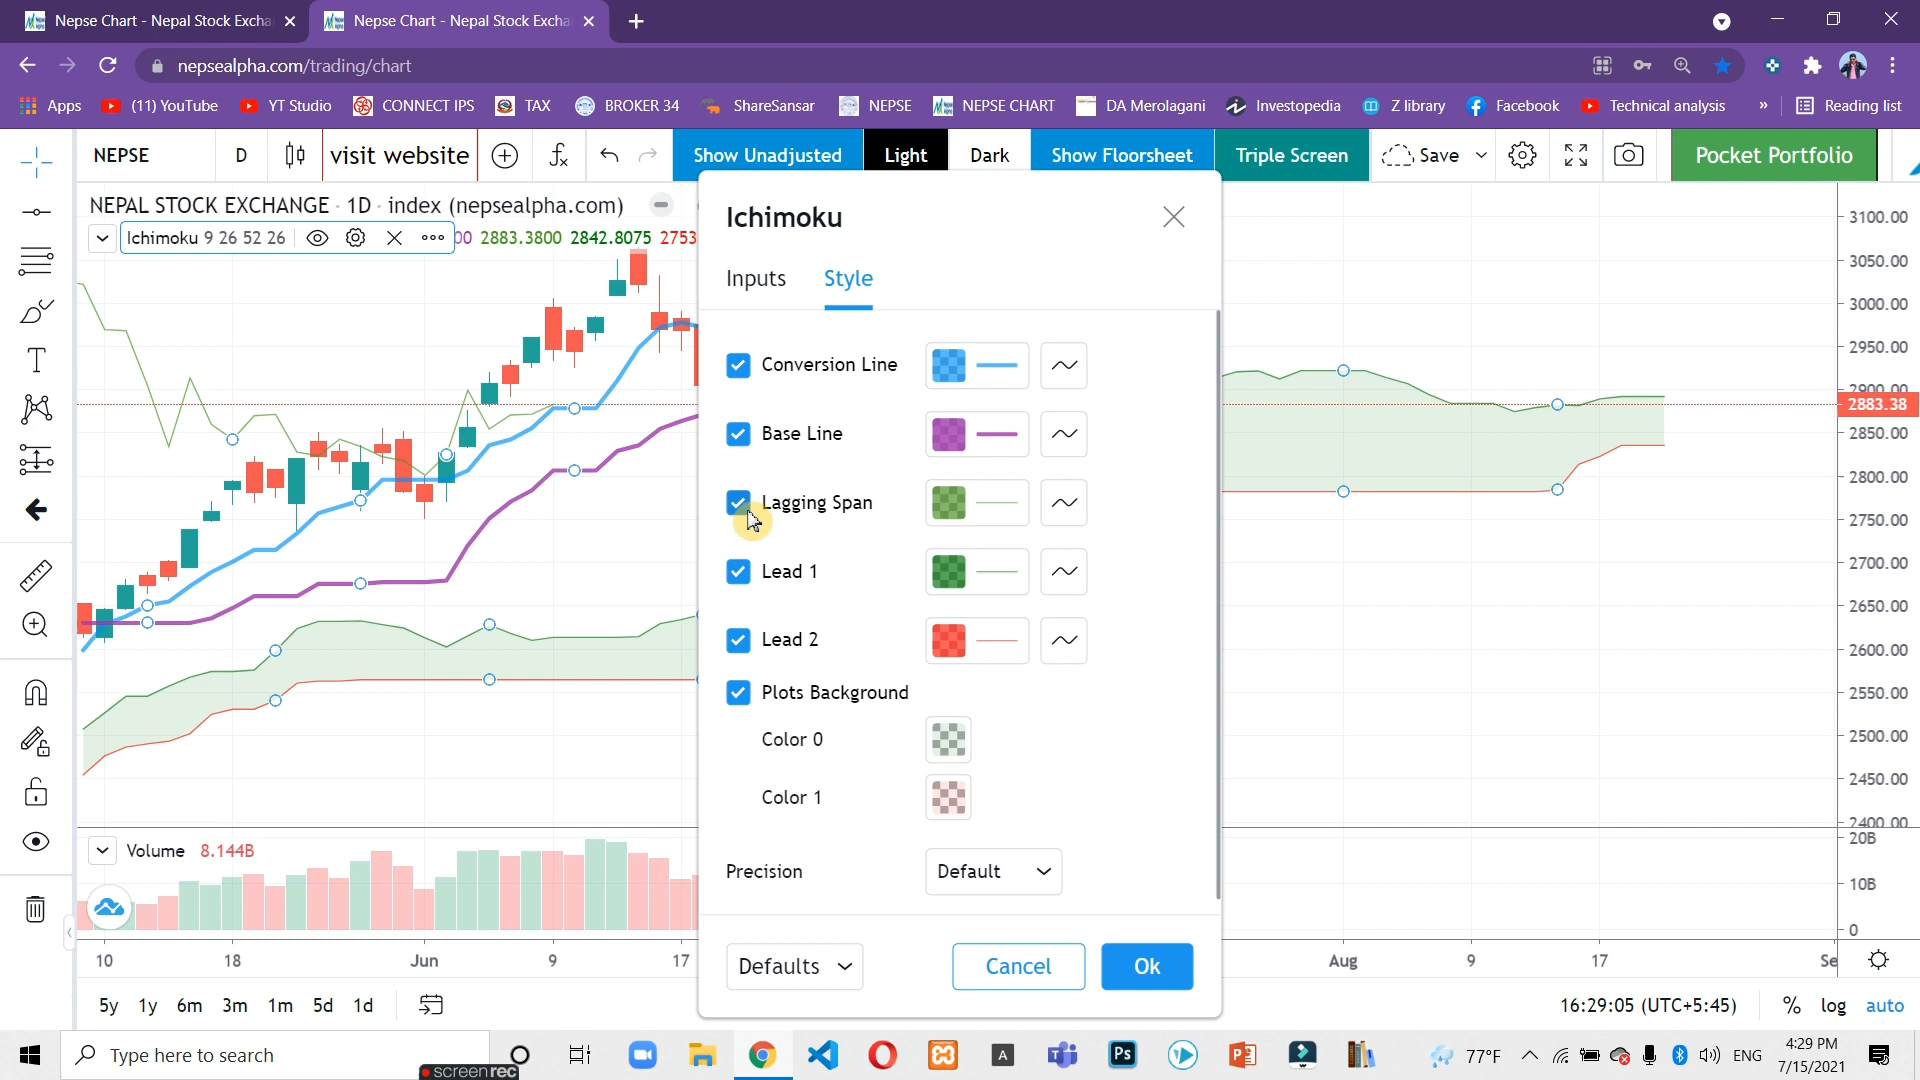 Nepse Chart - Nepal Stock Excha
Nepse Chart - Nepal Stock Excha
nepsealpha.com/trading/chart
Apps
(11) YouTube
YT Studio
CONNECT IPS
TAX
BROKER 34
ShareSansar
NEPSE
NEPSE CHART
DA Merolagani
Investopedia
Z library
Facebook
Technical analysis
»
Reading list
NEPSE
D
visit website
Show Unadjusted
Light
Dark
Show Floorsheet
Triple Screen
Save
Pocket Portfolio
NEPAL STOCK EXCHANGE · 1D · index (nepsealpha.com)
Ichimoku 9 26 52 26
00 2883.3800 2842.8075 2753
Ichimoku
Inputs
Style
Conversion Line
Base Line
Lagging Span
Lead 1
Lead 2
Plots Background
Color 0
Color 1
Precision
Default
Defaults
Cancel
Ok
3100.00
3050.00
3000.00
2950.00
2900.00
2883.38
2850.00
2800.00
2750.00
2700.00
2650.00
2600.00
2550.00
2500.00
2450.00
2400.00
Volume 8.144B
20B
10B
0
10
18
Jun
9
17
Aug
9
17
Se
5y
1y
6m
3m
1m
5d
1d
16:29:05 (UTC+5:45)
%
log
auto
Type here to search
screenrec
A
Ps
77°F
ENG
4:29 PM
7/15/2021